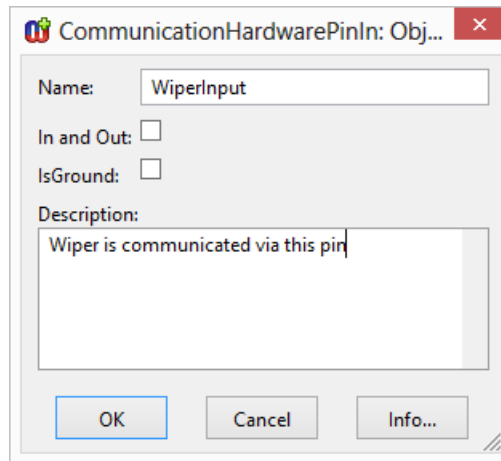 CommunicationHardwarePinIn: Obj...
Name: WiperInput
In and Out:
IsGround:
Description:
Wiper is communicated via this pin
OK Cancel Info...